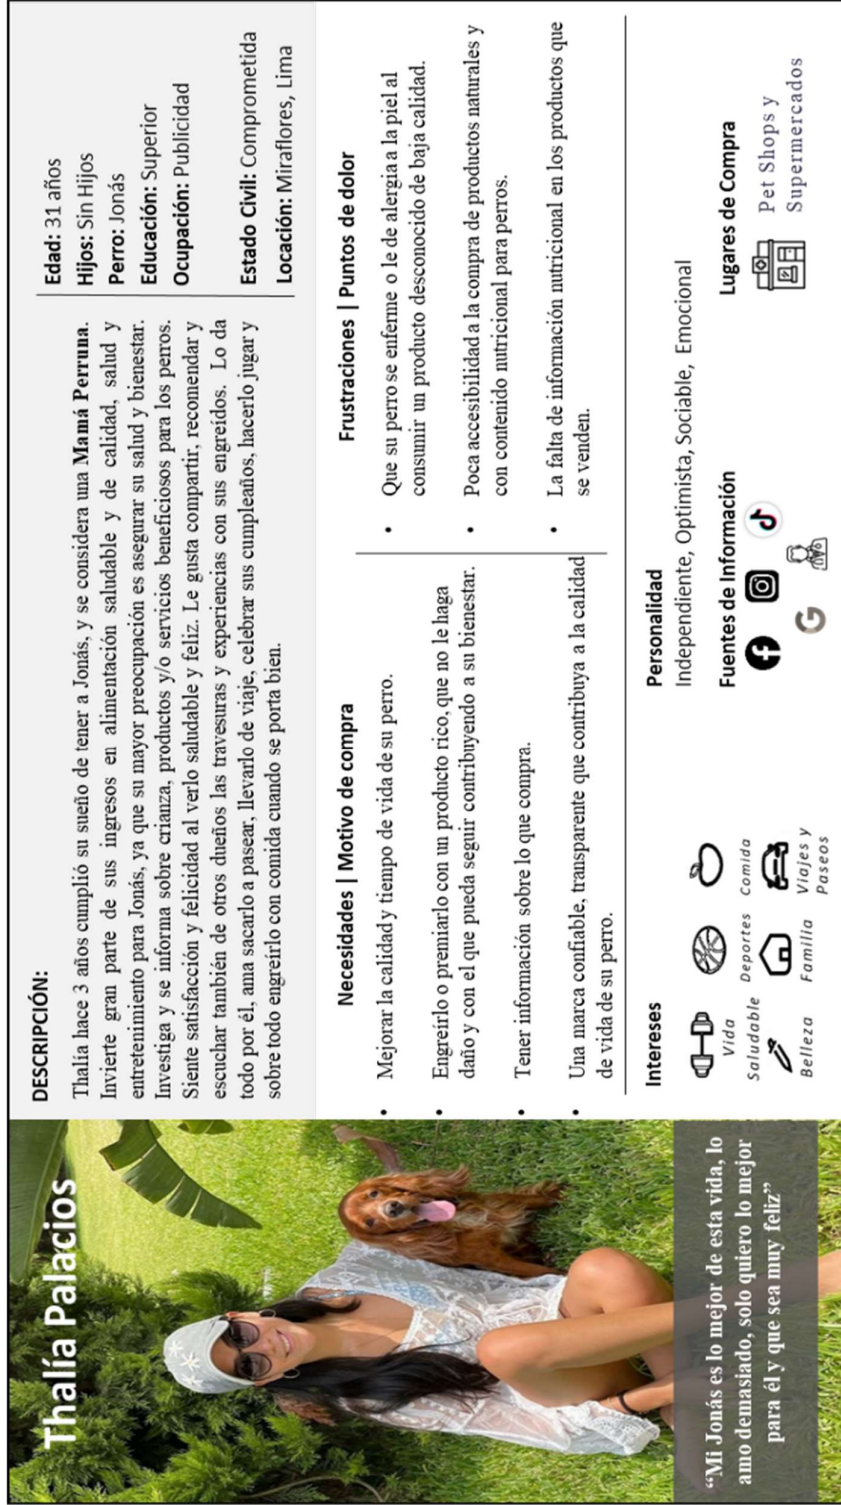 Thalía Palacios
“Mi Jonás es lo mejor de esta vida, lo
amo demasiado, solo quiero lo mejor
para él y que sea muy feliz”
DESCRIPCIÓN:
Thalía hace 3 años cumplió su sueño de tener a Jonás, y se considera una Mamá Perruna.
Invierte gran parte de sus ingresos en alimentación saludable y de calidad, salud y
entretenimiento para Jonás, ya que su mayor preocupación es asegurar su salud y bienestar.
Investiga y se informa sobre crianza, productos y/o servicios beneficiosos para los perros.
Siente satisfacción y felicidad al verlo saludable y feliz. Le gusta compartir, recomendar y
escuchar también de otros dueños las travesuras y experiencias con sus engreídos. Lo da
todo por él, ama sacarlo a pasear, llevarlo de viaje, celebrar sus cumpleaños, hacerlo jugar y
sobre todo engreírlo con comida cuando se porta bien.
Edad: 31 años
Hijos: Sin Hijos
Perro: Jonás
Educación: Superior
Ocupación: Publicidad
Estado Civil: Comprometida
Locación: Miraflores, Lima
Necesidades | Motivo de compra
• Mejorar la calidad y tiempo de vida de su perro.
• Engreírlo o premiarlo con un producto rico, que no le haga
daño y con el que pueda seguir contribuyendo a su bienestar.
• Tener información sobre lo que compra.
• Una marca confiable, transparente que contribuya a la calidad
de vida de su perro.
Frustraciones | Puntos de dolor
• Que su perro se enferme o le de alergia a la piel al
consumir un producto desconocido de baja calidad.
• Poca accesibilidad a la compra de productos naturales y
con contenido nutricional para perros.
• La falta de información nutricional en los productos que
se venden.
Intereses
Vida
Saludable
Deportes
Comida
Belleza
Familia
Viajes y
Paseos
Personalidad
Independiente, Optimista, Sociable, Emocional
Fuentes de Información
Lugares de Compra
Pet Shops y
Supermercados